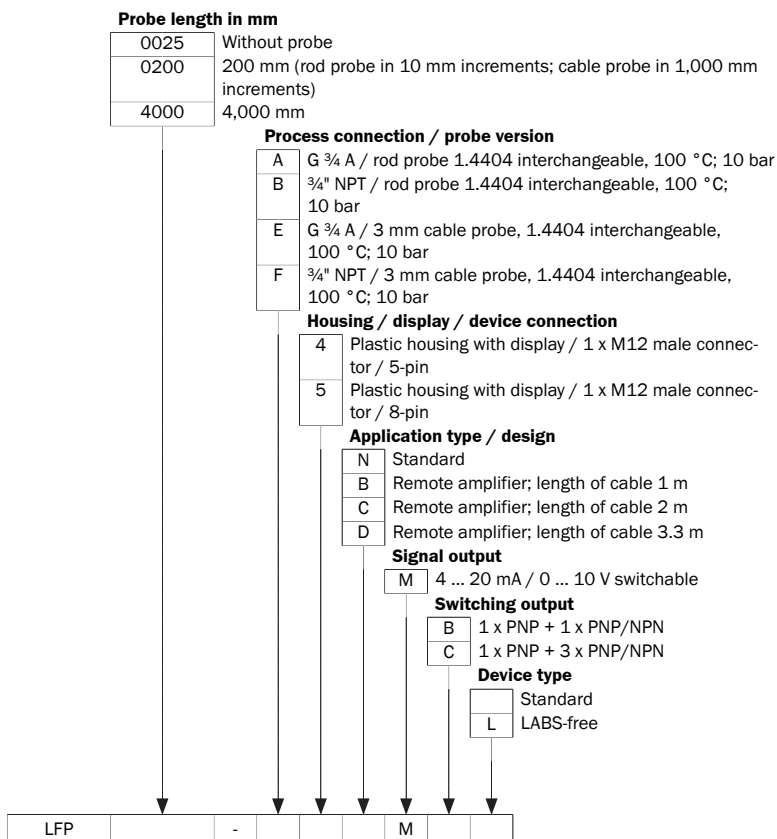 Probe length in mm
0025 Without probe
0200 200 mm (rod probe in 10 mm increments; cable probe in 1,000 mm
increments)
4000 4,000 mm
Process connection / probe version
A G ¾ A / rod probe 1.4404 interchangeable, 100 °C; 10 bar
B ¾" NPT / rod probe 1.4404 interchangeable, 100 °C;
10 bar
E G ¾ A / 3 mm cable probe, 1.4404 interchangeable,
100 °C; 10 bar
F ¾" NPT / 3 mm cable probe, 1.4404 interchangeable,
100 °C; 10 bar
Housing / display / device connection
4 Plastic housing with display / 1 x M12 male connec-
tor / 5-pin
5 Plastic housing with display / 1 x M12 male connec-
tor / 8-pin
Application type / design
N Standard
B Remote amplifier; length of cable 1 m
C Remote amplifier; length of cable 2 m
D Remote amplifier; length of cable 3.3 m
Signal output
M 4 ... 20 mA / 0 ... 10 V switchable
Switching output
B 1 x PNP + 1 x PNP/NPN
C 1 x PNP + 3 x PNP/NPN
Device type
Standard
L LABS-free
LFP - M